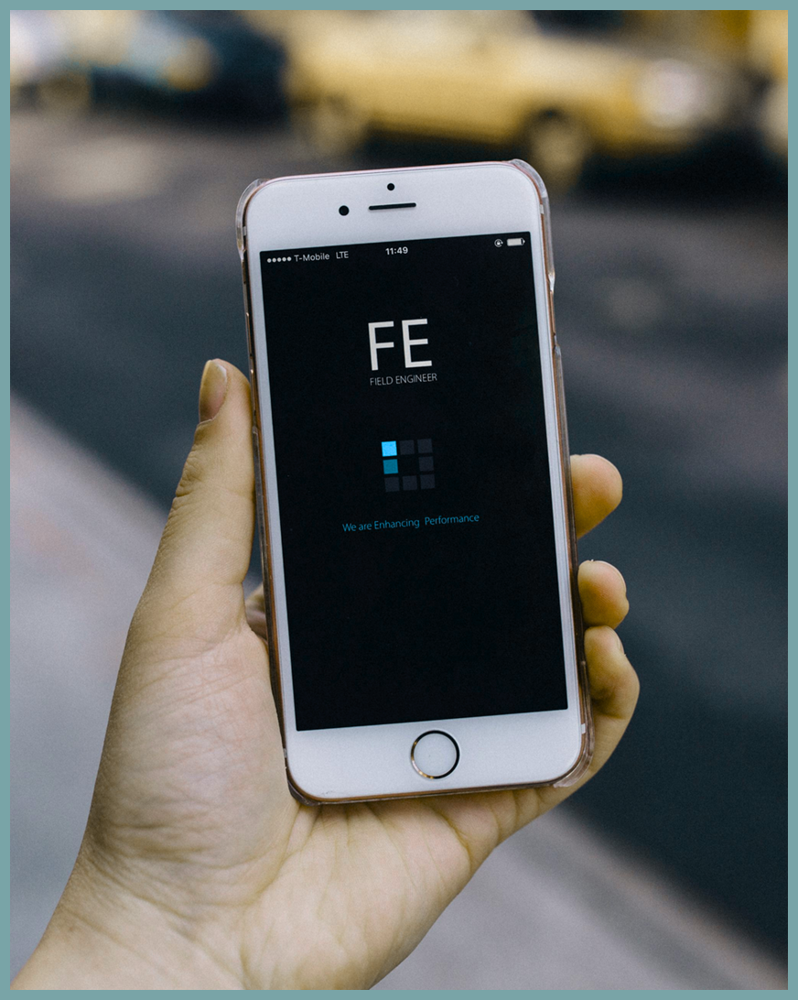 T-Mobile LTE 11:49
FE
FIELD ENGINEER
We are Enhancing Performance